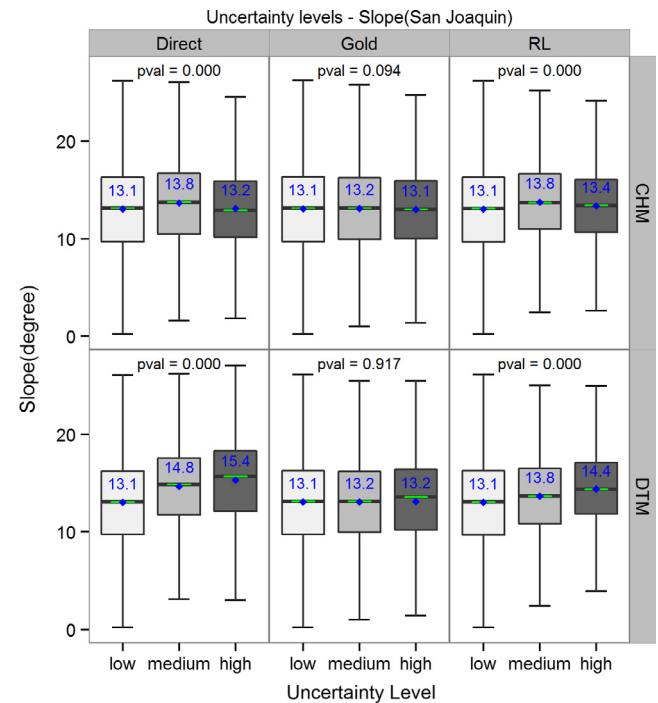 Uncertainty levels - Slope(San Joaquin)
Direct Gold RL
pval = 0.000 pval = 0.094 pval = 0.000
20
13.1 13.8 13.2 13.1 13.2 13.1 13.1 13.8 13.4
10
0
CHM
Slope(degree)
pval = 0.000 pval = 0.917 pval = 0.000
20
13.1 14.8 15.4 13.1 13.2 13.2 13.1 13.8 14.4
10
0
DTM
low medium high low medium high low medium high
Uncertainty Level